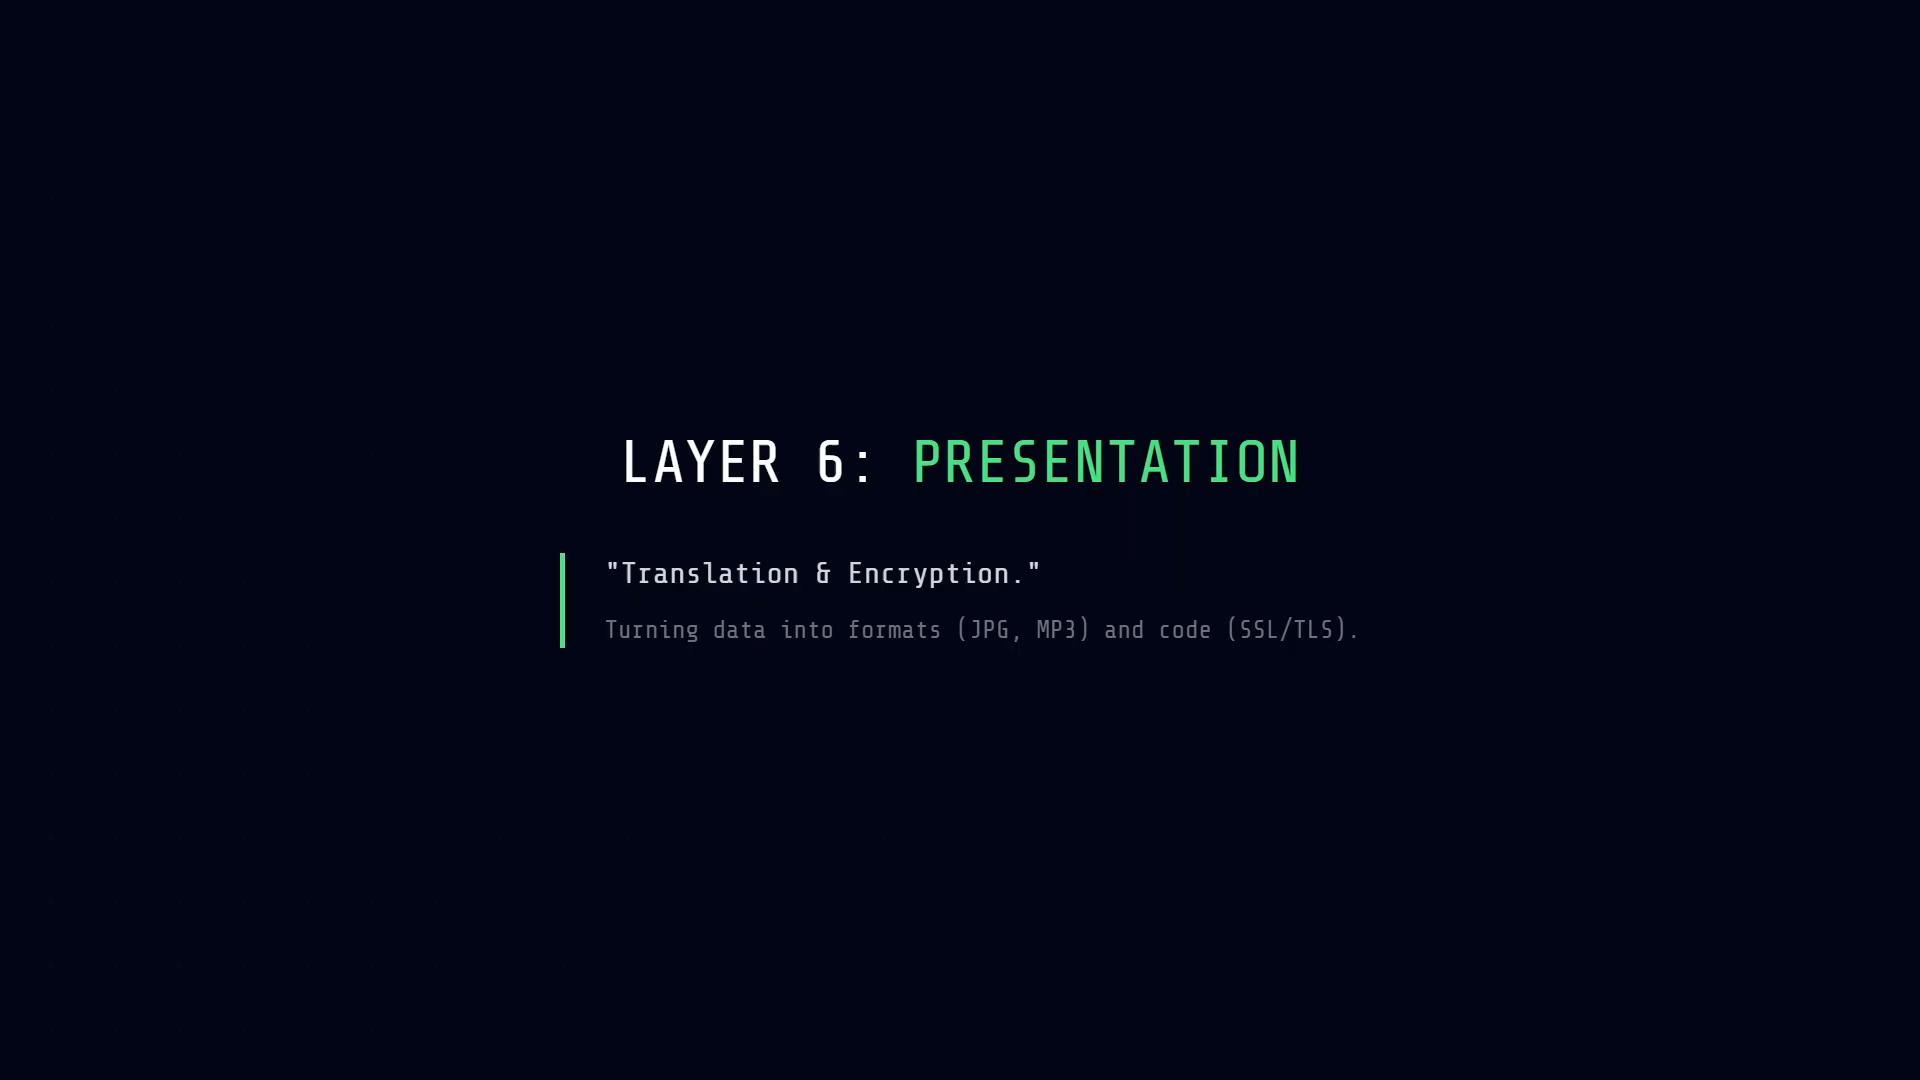 LAYER 6: PRESENTATION
"Translation & Encryption."
Turning data into formats (JPG, MP3) and code (SSL/TLS).